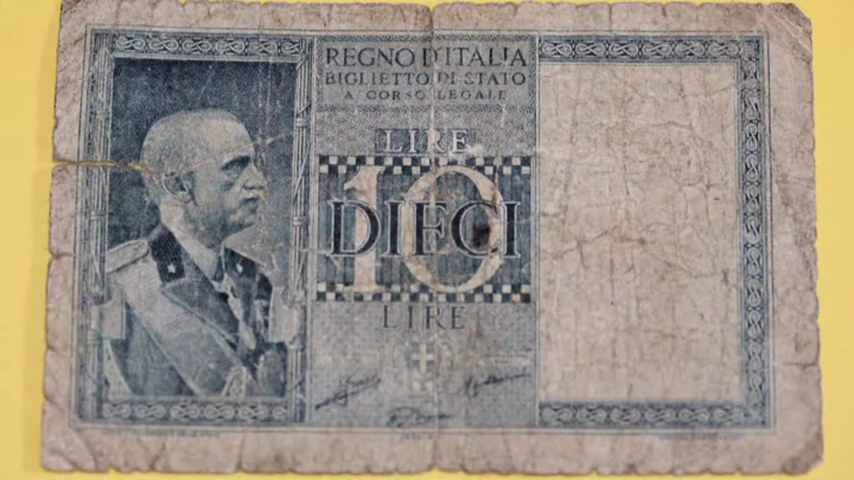 REGNO D'ITALIA
BIGLIETTO DI STATO
A CORSO LEGALE
LIRE
10
DIECI
LIRE